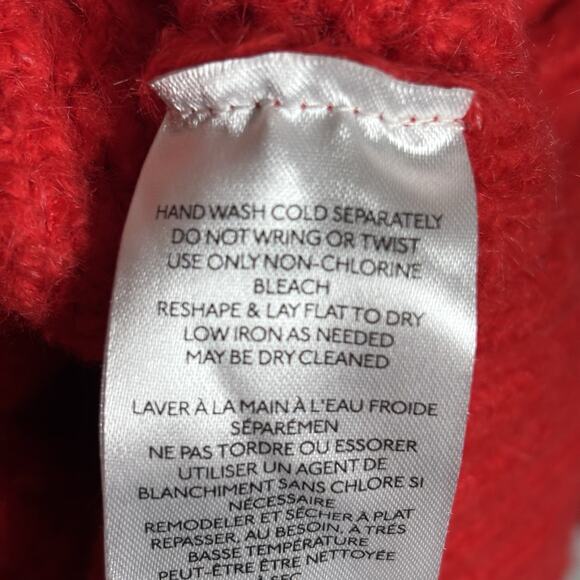 HAND WASH COLD SEPARATELY
DO NOT WRING OR TWIST
USE ONLY NON-CHLORINE
BLEACH
RESHAPE & LAY FLAT TO DRY
LOW IRON AS NEEDED
MAY BE DRY CLEANED
LAVER À LA MAIN À L'EAU FROIDE
SÉPARÉMEN
NE PAS TORDRE OU ESSORER
UTILISER UN AGENT DE
BLANCHIMENT SANS CHLORE SI
NÉCESSAIRE
REMODELER ET SÉCHER À PLAT
REPASSER, AU BESOIN, À TRÉS
BASSE TEMPÉRATURE
PEUT-ÊTRE ÊTRE NETTOYÉE
À SEC